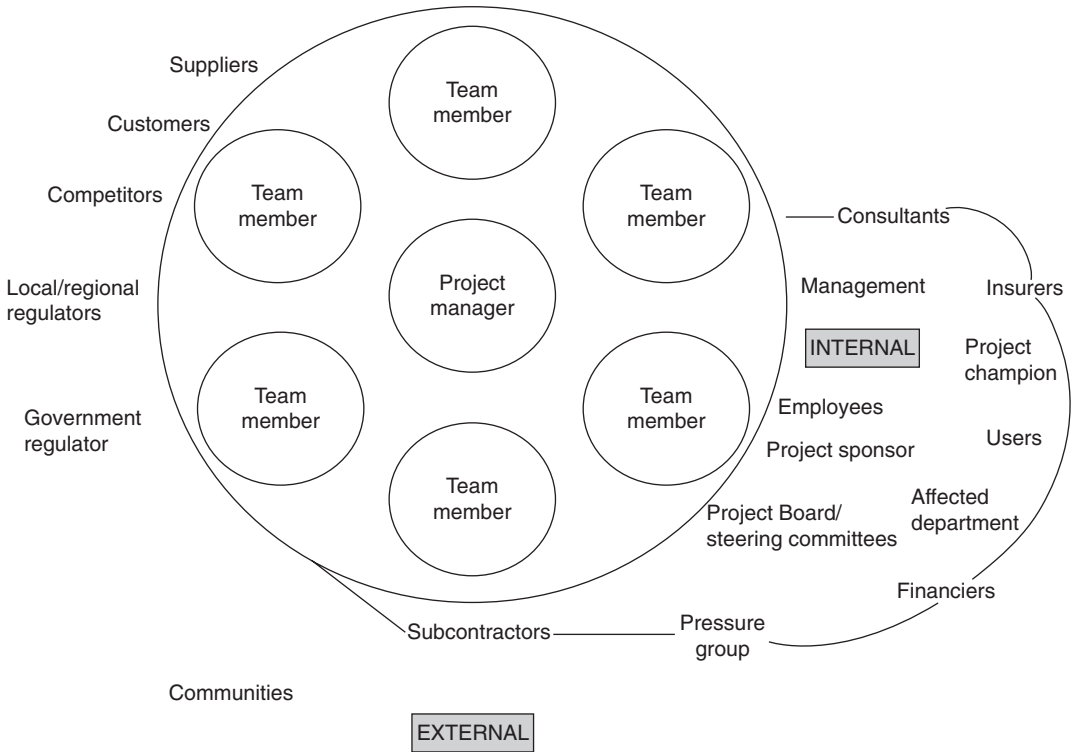 Suppliers
Team
member
Customers
Team
member
Team
member
Competitors
Consultants
Project
manager
Management
Insurers
Local/regional
regulators
INTERNAL
Project
champion
Team
member
Team
member
Employees
Government
regulator
Users
Project sponsor
Team
member
Affected
department
Project Board/
steering committees
Financiers
Subcontractors
Pressure
group
Communities
EXTERNAL